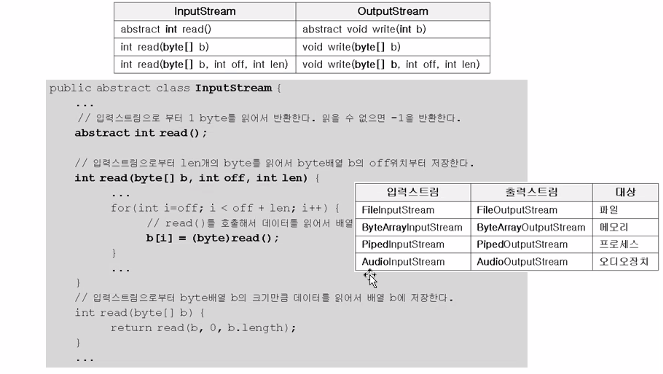 InputStream OutputStream
abstract int read() abstract void write(int b)
int read(byte[] b) void write(byte[] b)
int read(byte[] b, int off, int len) void write(byte[] b, int off, int len)
public abstract class InputStream {
...
// 입력스트림으로 부터 1 byte를 읽어서 반환한다. 읽을 수 없으면 -1을 반환한다.
abstract int read();
// 입력스트림으로부터 len개의 byte를 읽어서 byte배열 b의 off위치부터 저장한다.
int read(byte[] b, int off, int len) {
...
for(int i=off; i < off + len; i++) {
// read()를 호출해서 데이터를 읽어서 배열
b[i] = (byte)read();
}
...
}
// 입력스트림으로부터 byte배열 b의 크기만큼 데이터를 읽어서 배열 b에 저장한다.
int read(byte[] b) {
return read(b, 0, b.length);
}
...
입력스트림 출력스트림 대상
FileInputStream FileOutputStream 파일
ByteArrayInputStream ByteArrayOutputStream 메모리
PipedInputStream PipedOutputStream 프로세스
AudioInputStream AudioOutputStream 오디오장치